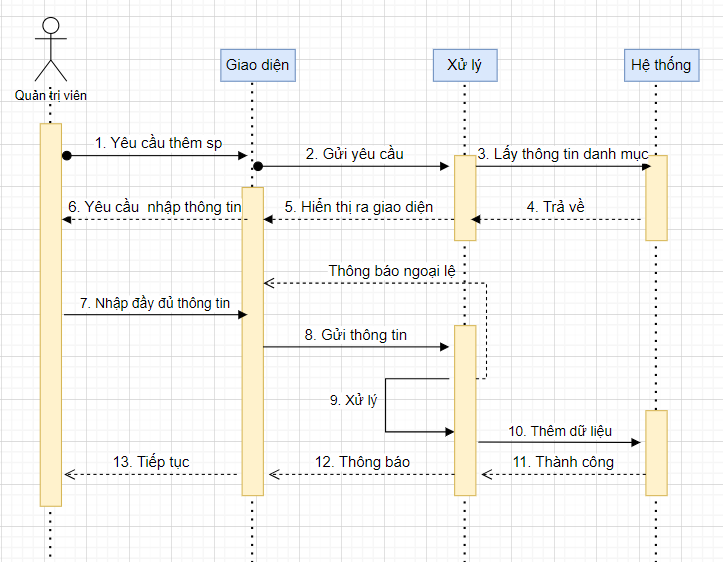 Quản trị viên
Giao diện
Xử lý
Hệ thống
1. Yêu cầu thêm sp
2. Gửi yêu cầu
3. Lấy thông tin danh mục
6. Yêu cầu nhập thông tin
5. Hiển thị ra giao diện
4. Trả về
Thông báo ngoại lệ
7. Nhập đầy đủ thông tin
8. Gửi thông tin
9. Xử lý
10. Thêm dữ liệu
13. Tiếp tục
12. Thông báo
11. Thành công